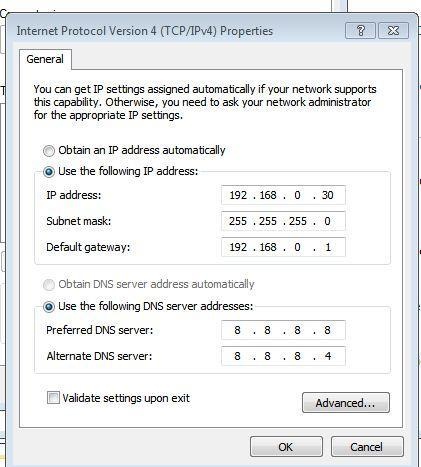 Internet Protocol Version 4 (TCP/IPv4) Properties
General
You can get IP settings assigned automatically if your network supports
this capability. Otherwise, you need to ask your network administrator
for the appropriate IP settings.
Obtain an IP address automatically
Use the following IP address:
IP address: 192 . 168 . 0 . 30
Subnet mask: 255 . 255 . 255 . 0
Default gateway: 192 . 168 . 0 . 1
Obtain DNS server address automatically
Use the following DNS server addresses:
Preferred DNS server: 8 . 8 . 8 . 8
Alternate DNS server: 8 . 8 . 8 . 4
Validate settings upon exit
Advanced...
OK Cancel